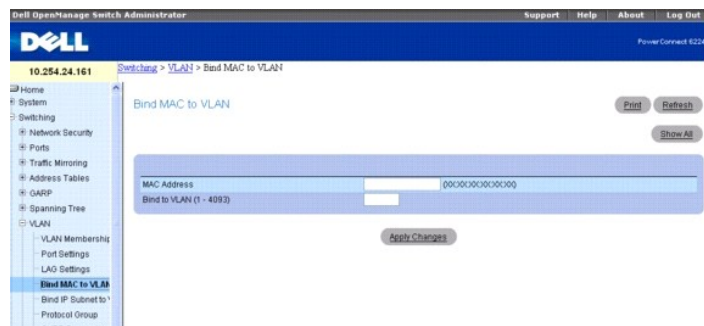 Dell OpenManage Switch Administrator Support Help About Log Out
DELL
PowerConnect 6224
10.254.24.161
Switching > VLAN > Bind MAC to VLAN
Home
System
Switching
Network Security
Ports
Traffic Mirroring
Address Tables
GARP
Spanning Tree
VLAN
VLAN Membership
Port Settings
LAG Settings
Bind MAC to VLAN
Bind IP Subnet to
Protocol Group
Bind MAC to VLAN
Print Refresh
Show All
MAC Address (XX:XX:XX:XX:XX:XX)
Bind to VLAN (1 - 4093)
Apply Changes